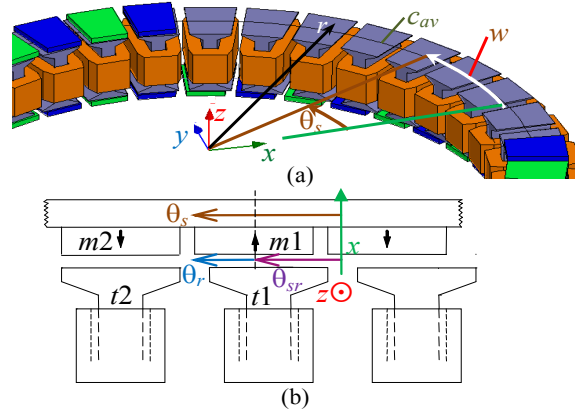 r
c_av
w
z
y
x
θ_s
(a)
θ_s
m2
m1
x
θ_r
θ_sr
t2
t1
z
(b)